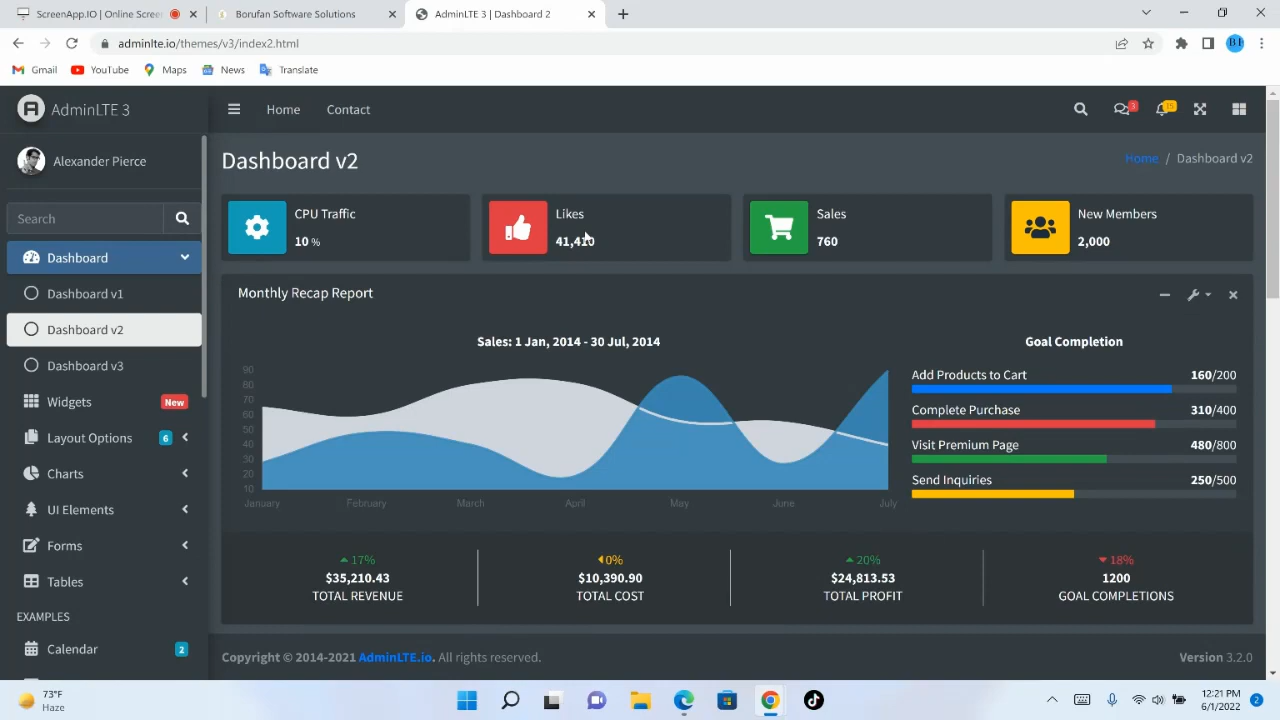 ScreenApp.IO | Online Screen
Borufan Software Solutions
AdminLTE 3 | Dashboard 2
adminlte.io/themes/v3/index2.html
BI
Gmail
YouTube
Maps
News
Translate
AdminLTE 3
Home
Contact
3
15
Alexander Pierce
Search
Dashboard
Dashboard v1
Dashboard v2
Dashboard v3
Widgets
New
Layout Options
6
Charts
UI Elements
Forms
Tables
EXAMPLES
Calendar
2
Dashboard v2
Home / Dashboard v2
CPU Traffic
10 %
Likes
41,410
Sales
760
New Members
2,000
Monthly Recap Report
Sales: 1 Jan, 2014 - 30 Jul, 2014
90
80
70
60
50
40
30
20
10
January
February
March
April
May
June
July
Goal Completion
Add Products to Cart
160/200
Complete Purchase
310/400
Visit Premium Page
480/800
Send Inquiries
250/500
17%
$35,210.43
TOTAL REVENUE
0%
$10,390.90
TOTAL COST
20%
$24,813.53
TOTAL PROFIT
18%
1200
GOAL COMPLETIONS
Copyright © 2014-2021 AdminLTE.io. All rights reserved.
Version 3.2.0
73°F
Haze
12:21 PM
6/1/2022
2